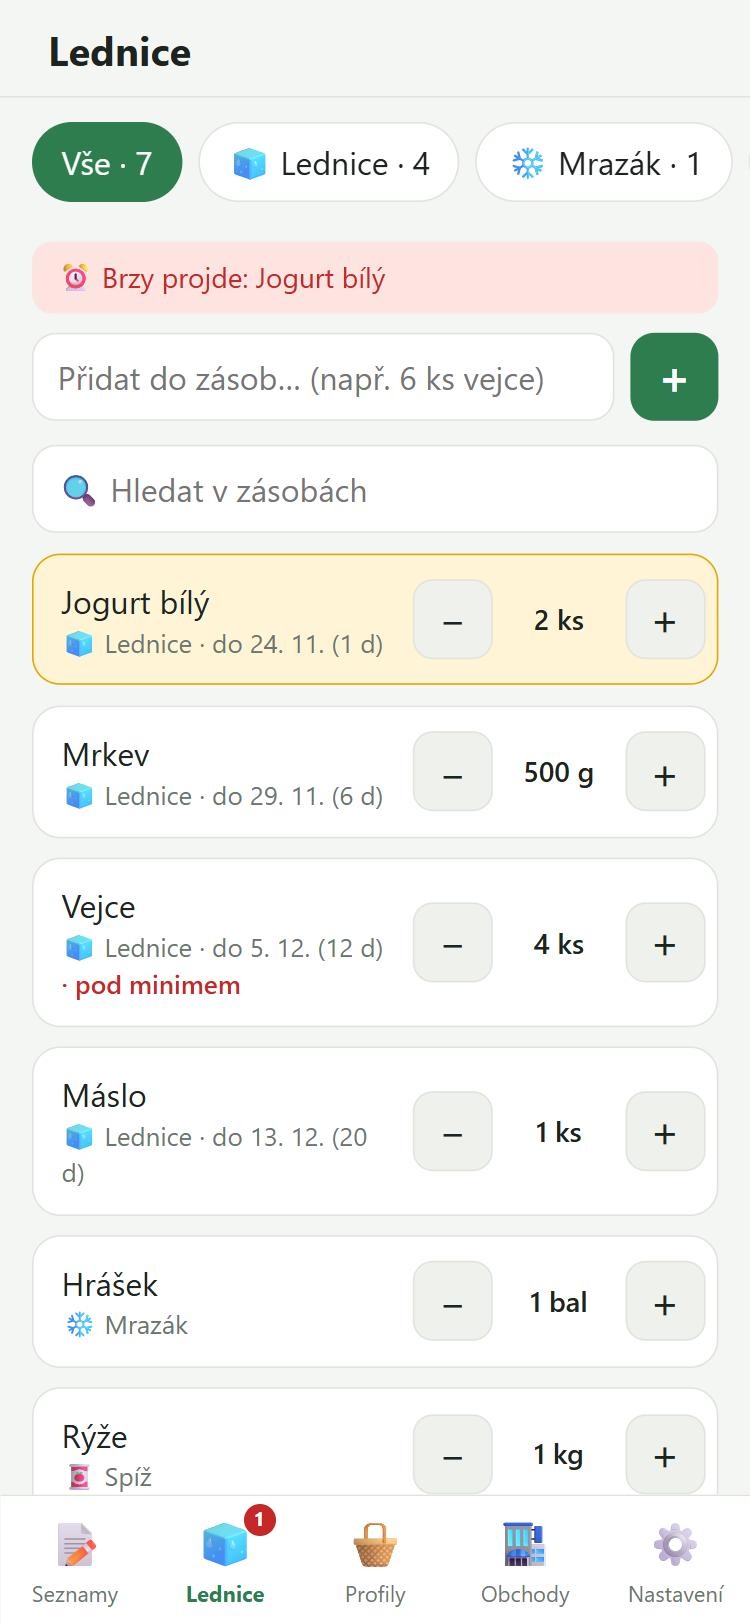 Lednice
Vše · 7
Lednice · 4
Mrazák · 1
Brzy projde: Jogurt bílý
Přidat do zásob... (např. 6 ks vejce)
+
Hledat v zásobách
Jogurt bílý
Lednice · do 24. 11. (1 d)
– 2 ks +
Mrkev
Lednice · do 29. 11. (6 d)
– 500 g +
Vejce
Lednice · do 5. 12. (12 d)
· pod minimem
– 4 ks +
Máslo
Lednice · do 13. 12. (20
d)
– 1 ks +
Hrášek
Mrazák
– 1 bal +
Rýže
Spíž
– 1 kg +
1
Seznamy
Lednice
Profily
Obchody
Nastavení